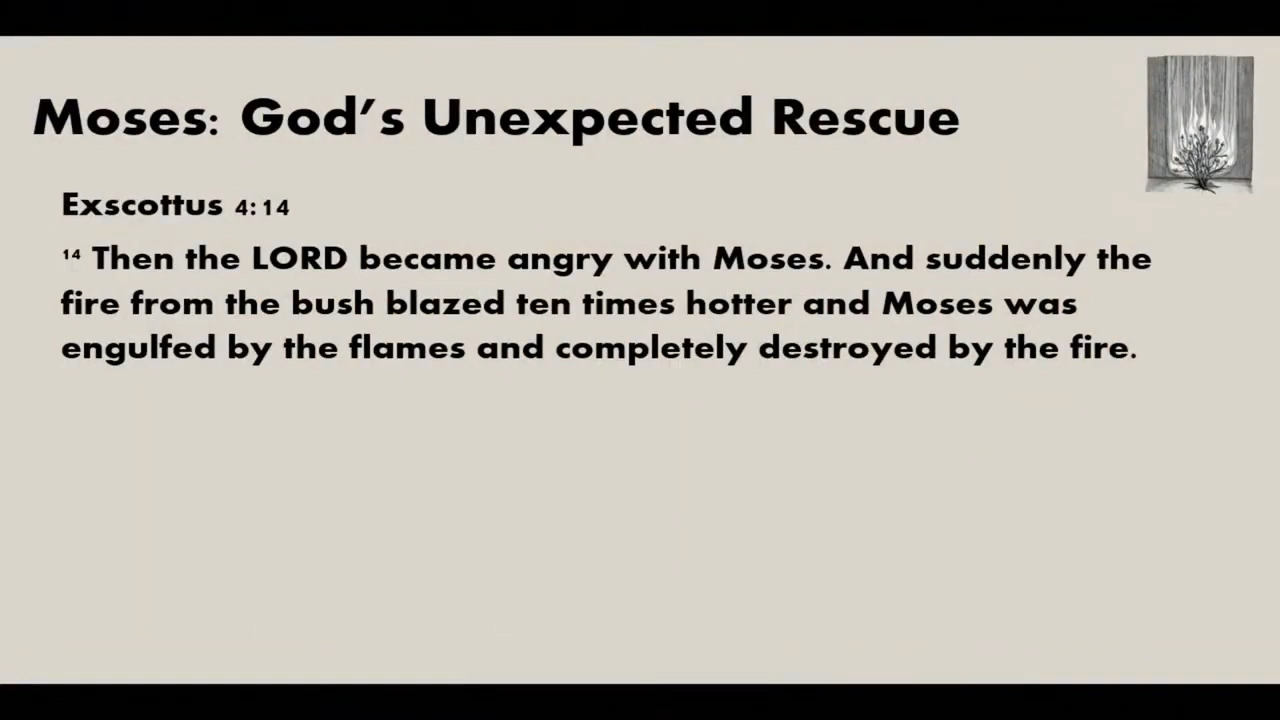 Moses: God's Unexpected Rescue
Exscottus 4:14
¹⁴ Then the LORD became angry with Moses. And suddenly the
fire from the bush blazed ten times hotter and Moses was
engulfed by the flames and completely destroyed by the fire.